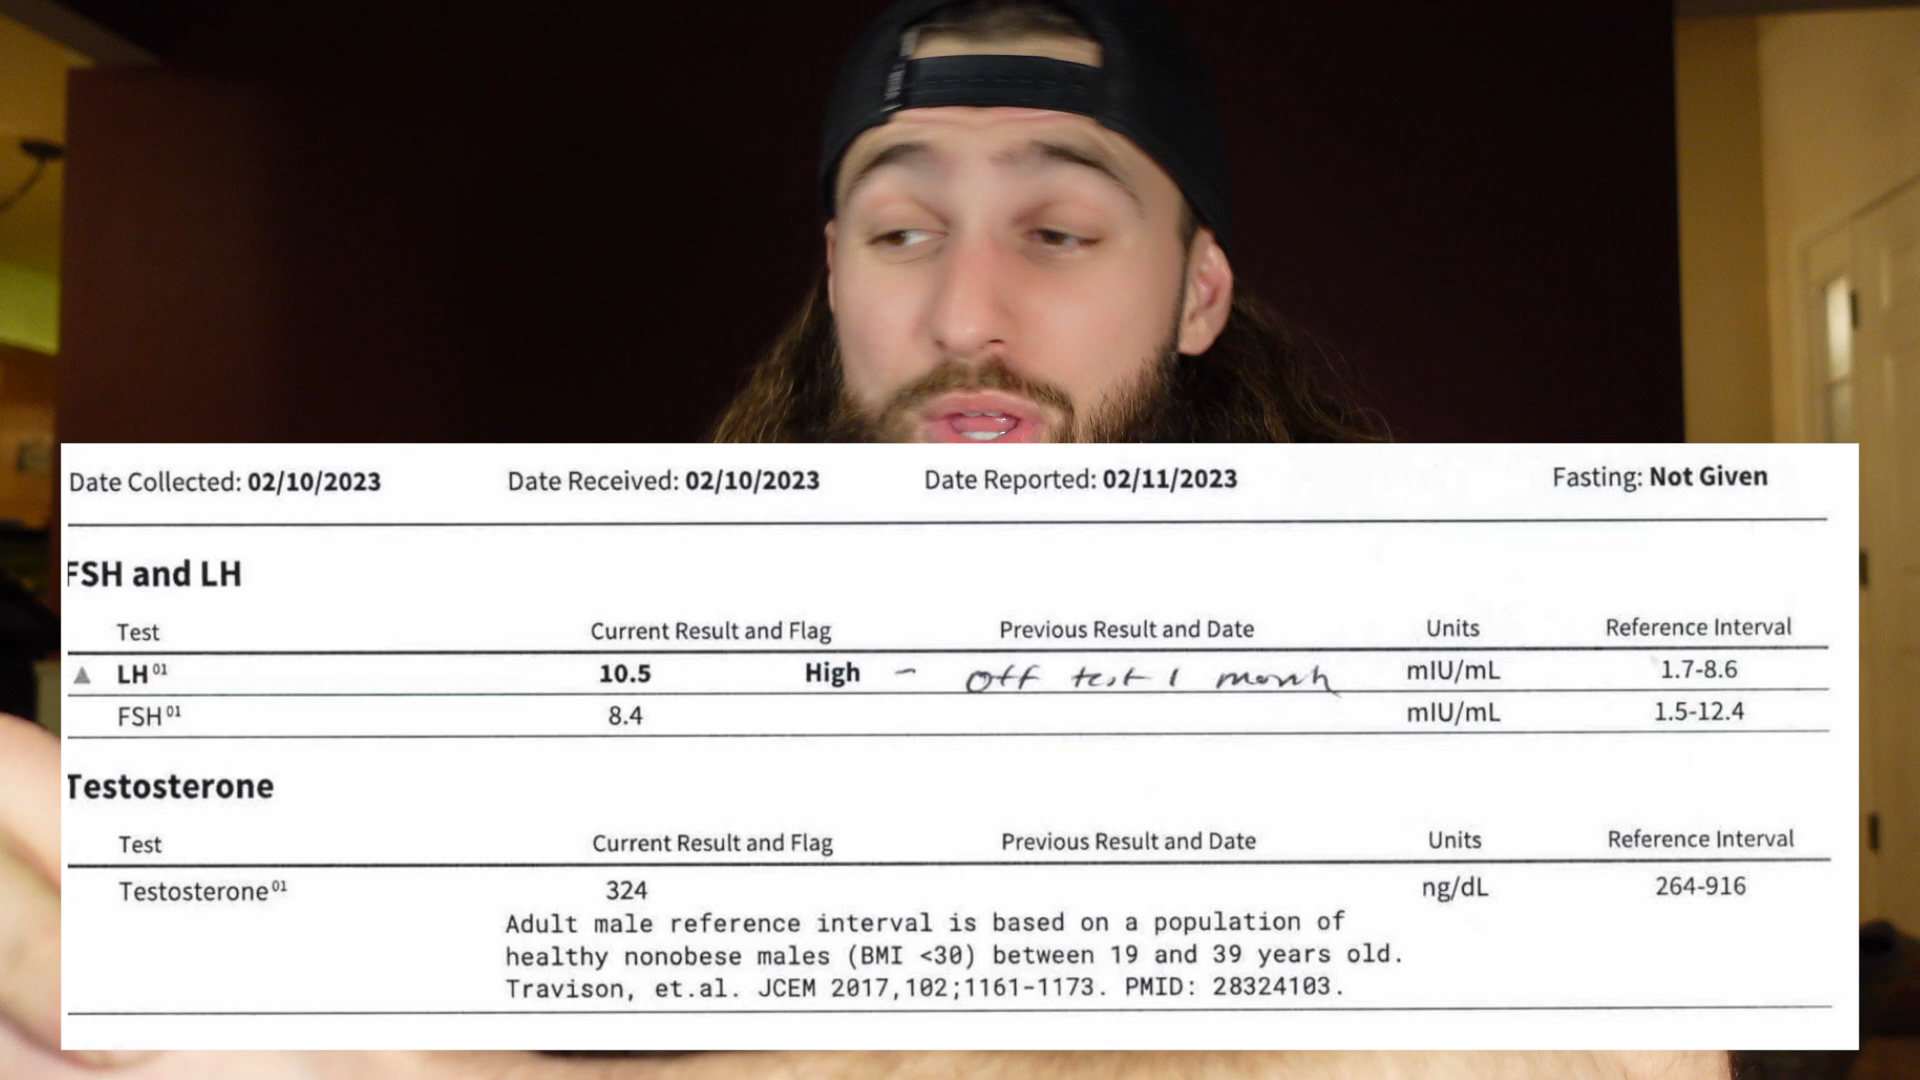 Date Collected: 02/10/2023 Date Received: 02/10/2023 Date Reported: 02/11/2023 Fasting: Not Given
FSH and LH
Test Current Result and Flag Previous Result and Date Units Reference Interval
▲ LH 01 10.5 High - off test 1 month mIU/mL 1.7-8.6
FSH 01 8.4 mIU/mL 1.5-12.4
Testosterone
Test Current Result and Flag Previous Result and Date Units Reference Interval
Testosterone 01 324 ng/dL 264-916
Adult male reference interval is based on a population of
healthy nonobese males (BMI <30) between 19 and 39 years old.
Travison, et.al. JCEM 2017,102;1161-1173. PMID: 28324103.